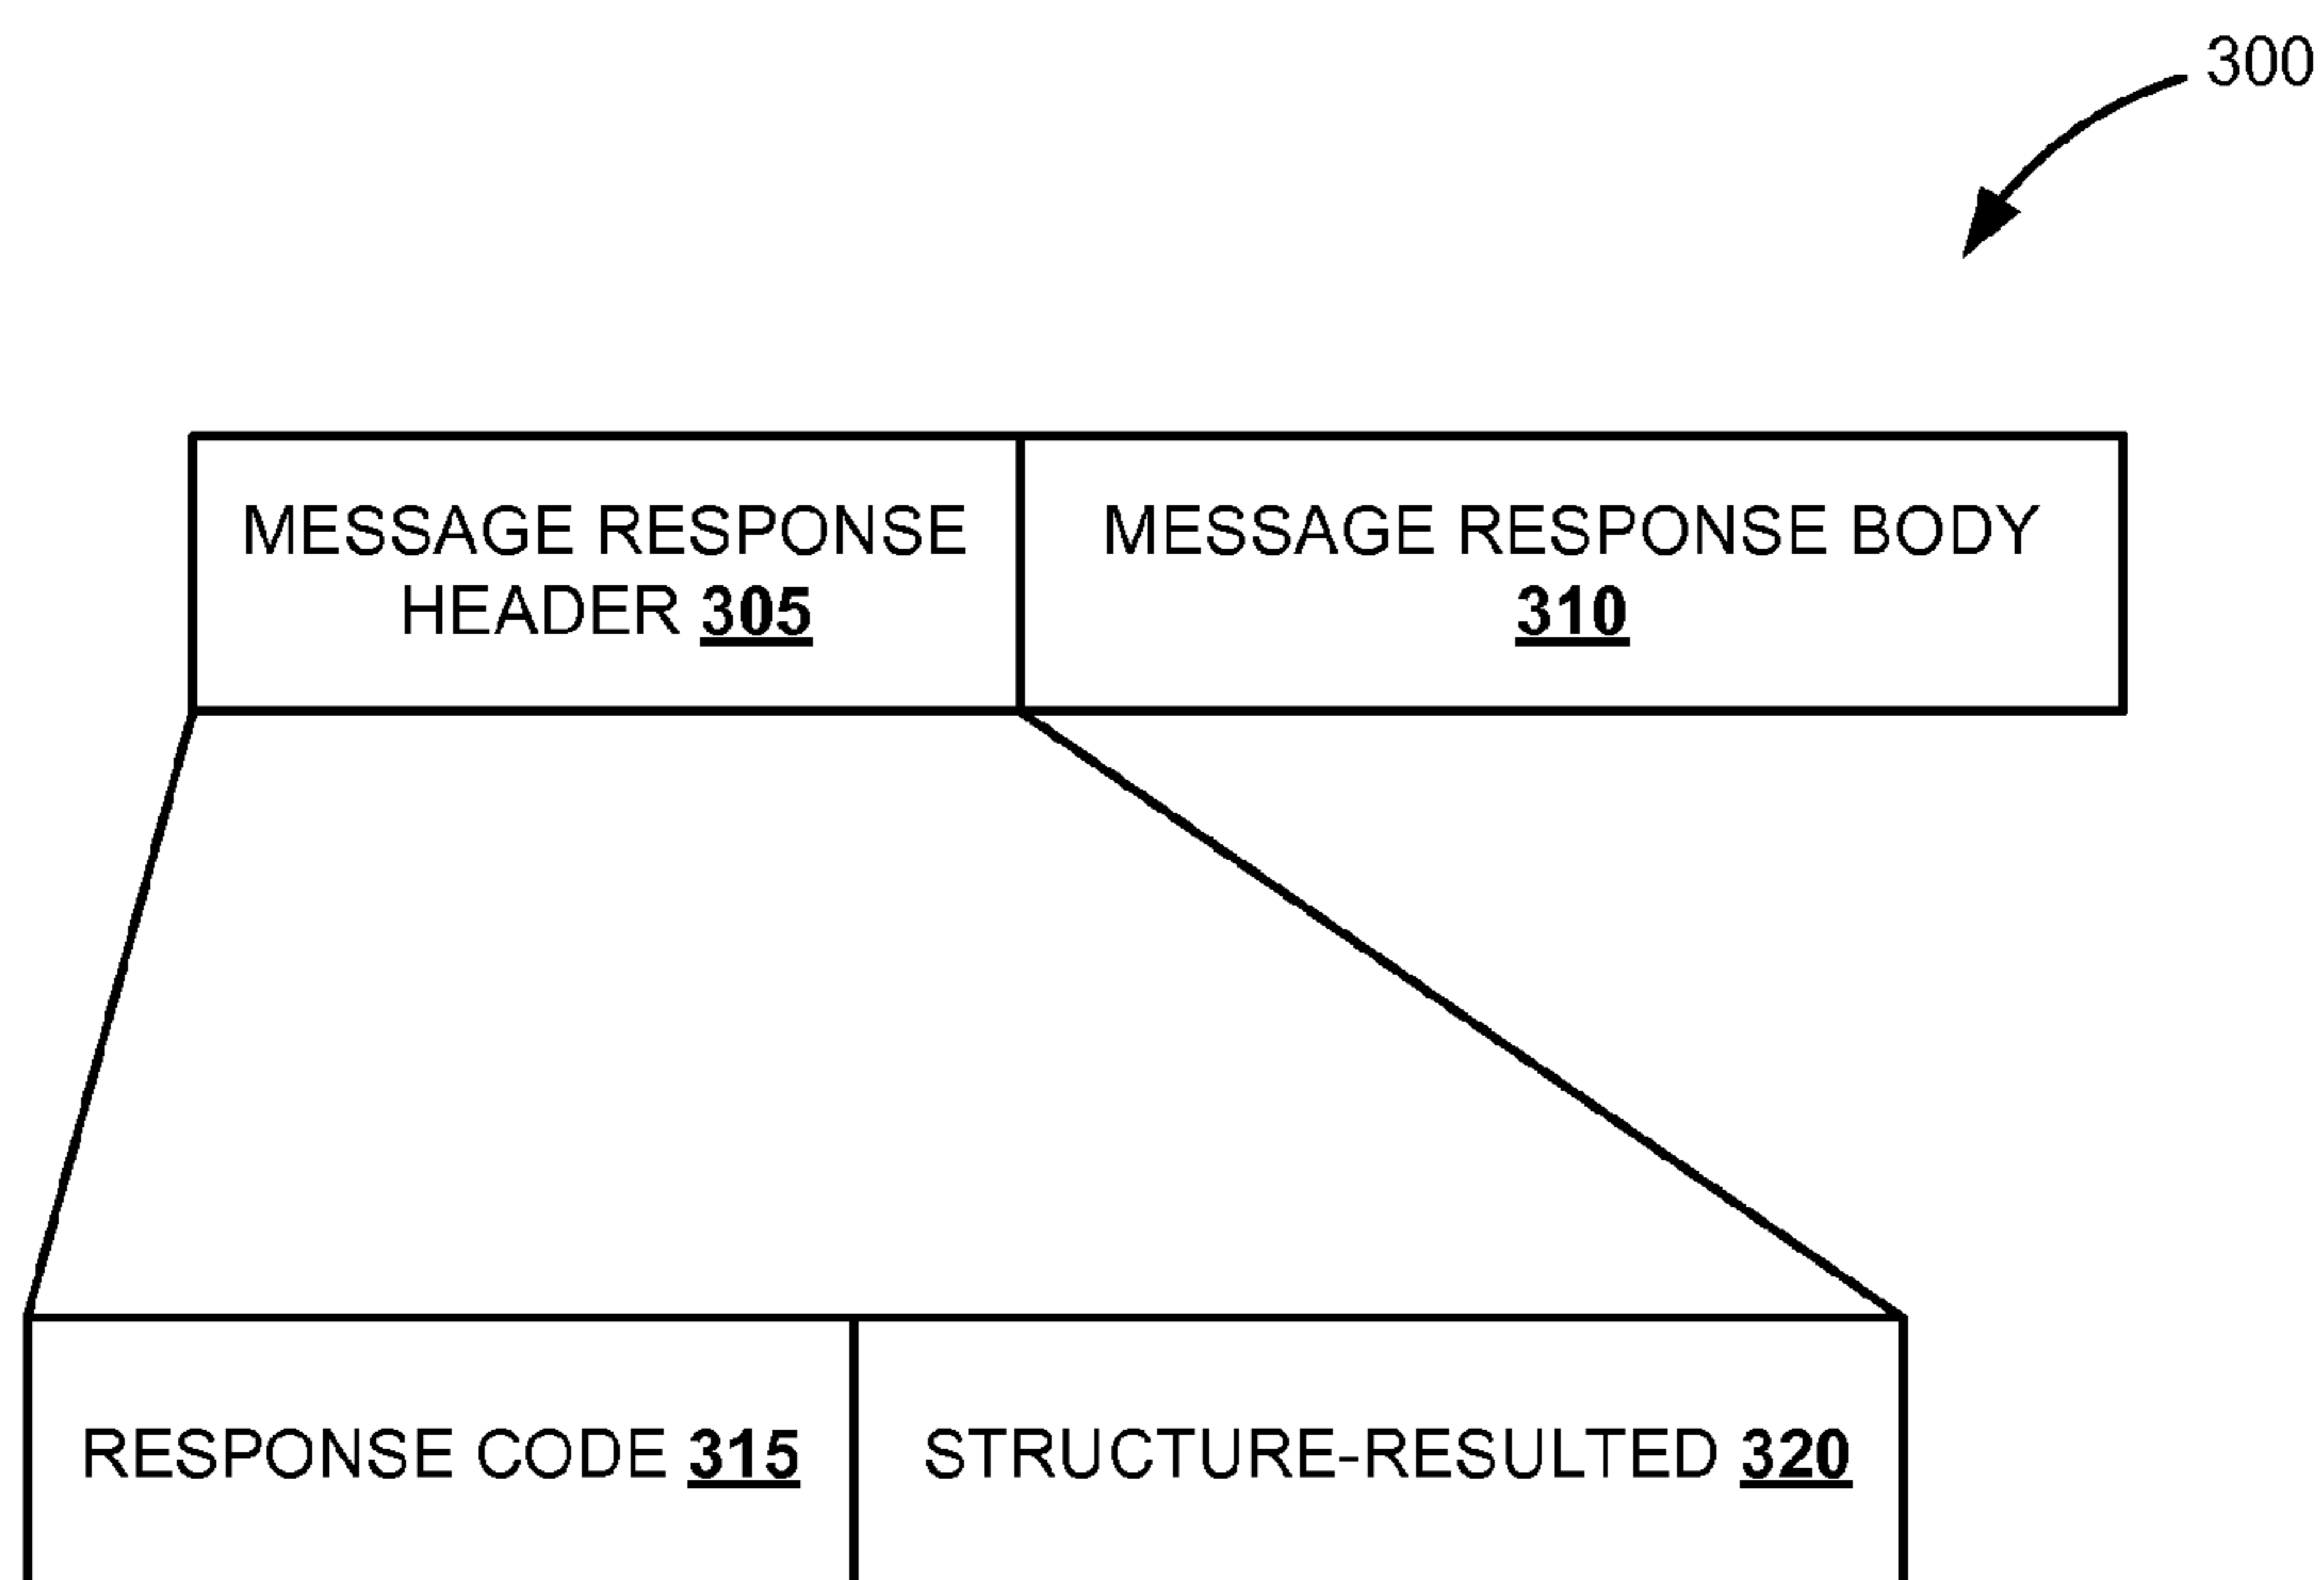 300
MESSAGE RESPONSE
HEADER 305
MESSAGE RESPONSE BODY
310
RESPONSE CODE 315
STRUCTURE-RESULTED 320